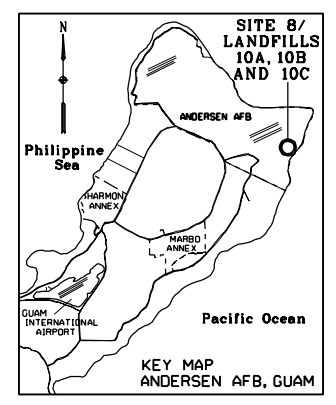 SITE 8/
LANDFILLS
10A, 10B
AND 10C
N
ANDERSEN AFB
Philippine
Sea
HARMON
ANNEX
MARBO
ANNEX
GUAM
INTERNATIONAL
AIRPORT
Pacific Ocean
KEY MAP
ANDERSEN AFB, GUAM